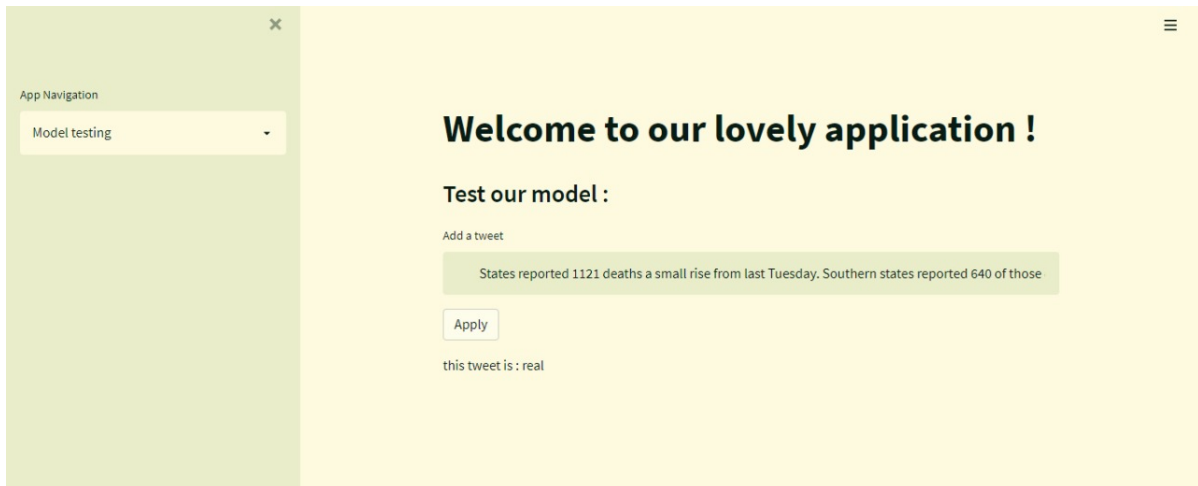 App Navigation
Model testing
Welcome to our lovely application !
Test our model :
Add a tweet
States reported 1121 deaths a small rise from last Tuesday. Southern states reported 640 of those
Apply
this tweet is : real